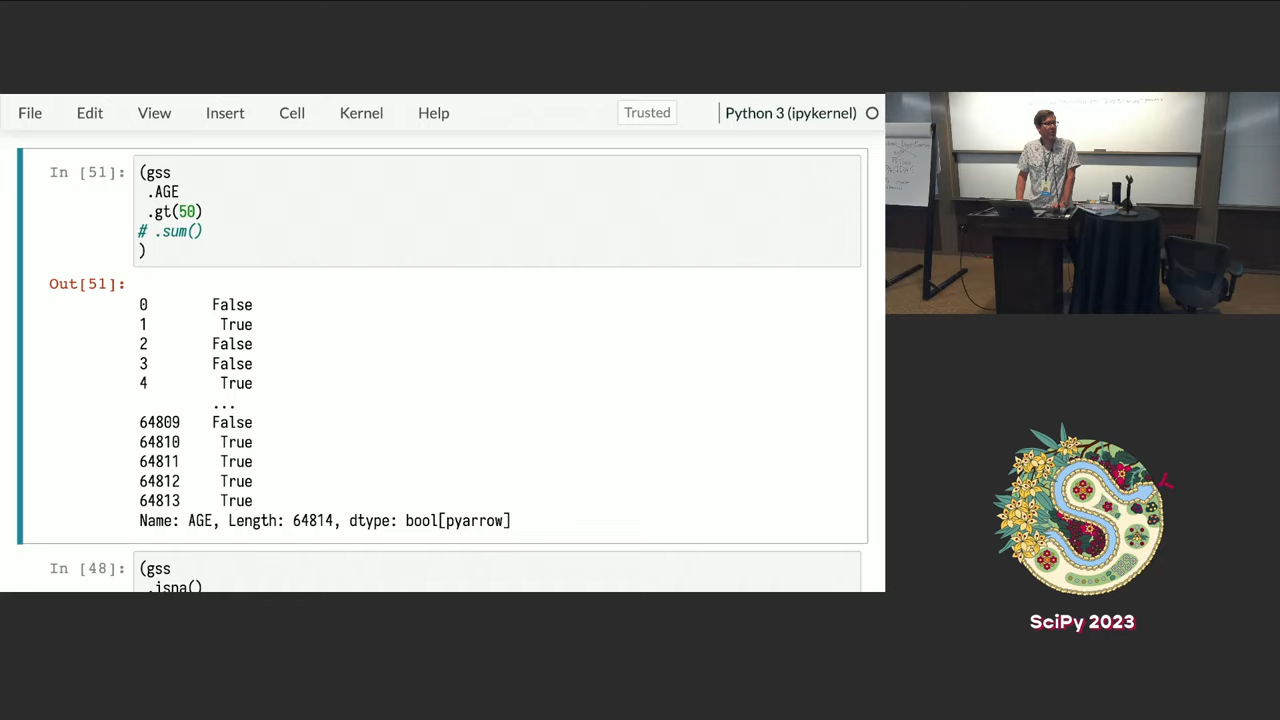 File Edit View Insert Cell Kernel Help Trusted Python 3 (ipykernel)
In [51]:
(gss
.AGE
.gt(50)
# .sum()
)
Out[51]:
0 False
1 True
2 False
3 False
4 True
...
64809 False
64810 True
64811 True
64812 True
64813 True
Name: AGE, Length: 64814, dtype: bool[pyarrow]
In [48]:
(gss
.isna()
SciPy 2023